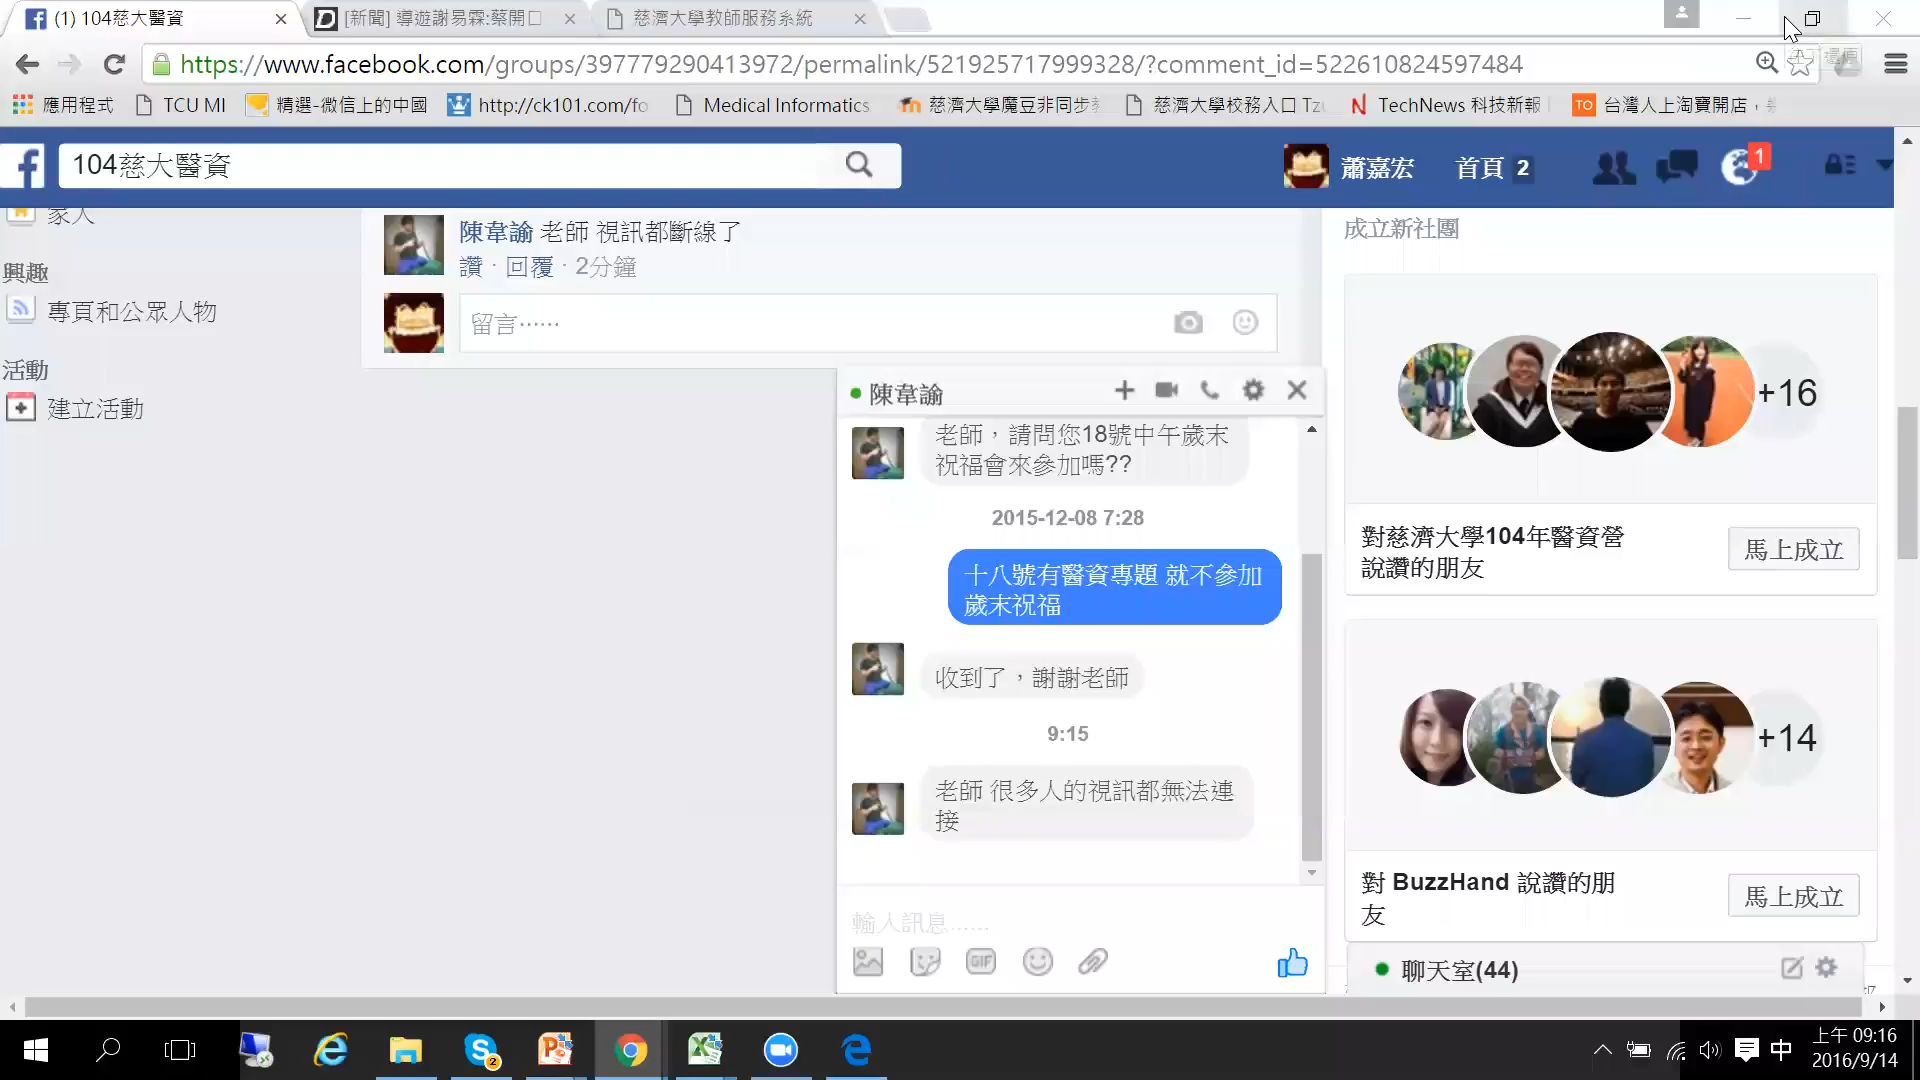 (1) 104慈大醫資
[新聞] 導遊謝易霖:蔡開
慈濟大學教師服務系統
https://www.facebook.com/groups/397779290413972/permalink/521925717999328/?comment_id=522610824597484
還原
應用程式
TCU MI
精選-微信上的中國
http://ck101.com/fo
Medical Informatics
慈濟大學魔豆非同步
慈濟大學校務入口 Tzu
TechNews 科技新報
台灣人上淘寶開店，
104慈大醫資
蕭嘉宏
首頁 2
1
家人
興趣
專頁和公眾人物
活動
建立活動
陳韋諭 老師 視訊都斷線了
讚 · 回覆 · 2分鐘
留言……
陳韋諭
老師，請問您18號中午歲末
祝福會來參加嗎??
2015-12-08 7:28
十八號有醫資專題 就不參加
歲末祝福
收到了，謝謝老師
9:15
老師 很多人的視訊都無法連
接
輸入訊息……
GIF
成立新社團
+16
對慈濟大學104年醫資營
說讚的朋友
馬上成立
+14
對 BuzzHand 說讚的朋
友
馬上成立
聊天室(44)
2
中
上午 09:16
2016/9/14